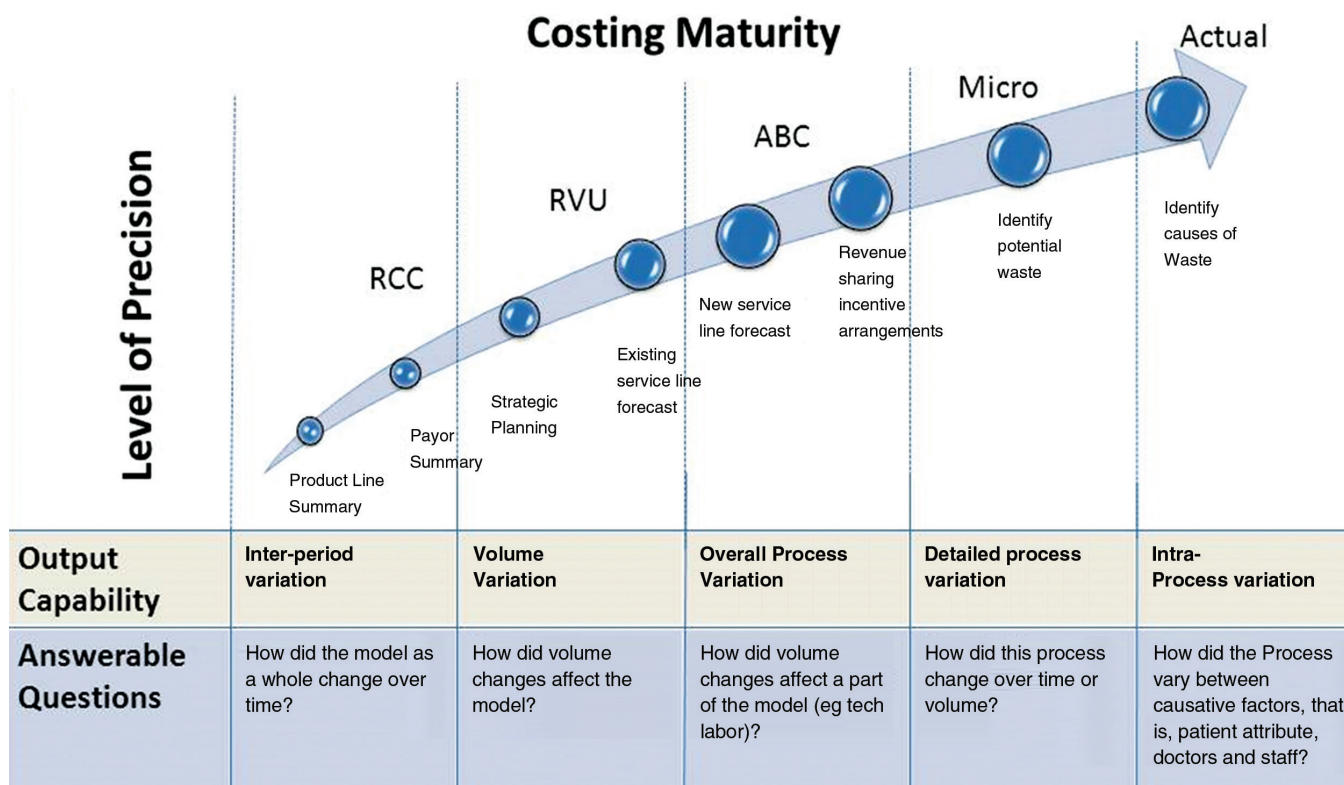 Costing Maturity
Level of Precision
RCC
RVU
ABC
Micro
Actual
Product Line
Summary
Payor
Summary
Strategic
Planning
Existing
service line
forecast
New service
line forecast
Revenue
sharing
incentive
arrangements
Identify
potential
waste
Identify
causes of
Waste
Output
Capability
Inter-period
variation
Volume
Variation
Overall Process
Variation
Detailed process
variation
Intra-
Process variation
Answerable
Questions
How did the model as
a whole change over
time?
How did volume
changes affect the
model?
How did volume
changes affect a part
of the model (eg tech
labor)?
How did this process
change over time or
volume?
How did the Process
vary between
causative factors, that
is, patient attribute,
doctors and staff?